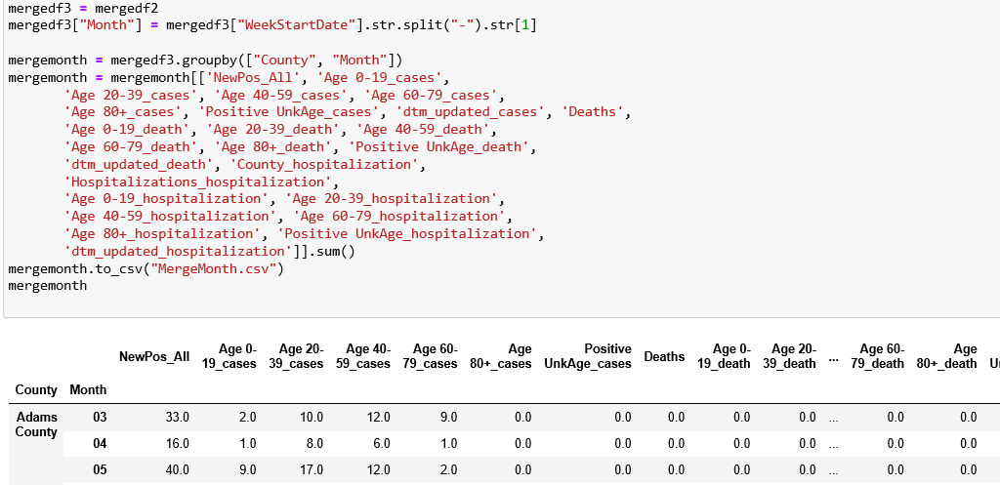 mergedf3 = mergedf2
mergedf3["Month"] = mergedf3["WeekStartDate"].str.split("-").str[1]
mergemonth = mergedf3.groupby(["County", "Month"])
mergemonth = mergemonth[['NewPos_All', 'Age 0-19_cases',
'Age 20-39_cases', 'Age 40-59_cases', 'Age 60-79_cases',
'Age 80+_cases', 'Positive UnkAge_cases', 'dtm_updated_cases', 'Deaths',
'Age 0-19_death', 'Age 20-39_death', 'Age 40-59_death',
'Age 60-79_death', 'Age 80+_death', 'Positive UnkAge_death',
'dtm_updated_death', 'County_hospitalization',
'Hospitalizations_hospitalization',
'Age 0-19_hospitalization', 'Age 20-39_hospitalization',
'Age 40-59_hospitalization', 'Age 60-79_hospitalization',
'Age 80+_hospitalization', 'Positive UnkAge_hospitalization',
'dtm_updated_hospitalization']].sum()
mergemonth.to_csv("MergeMonth.csv")
mergemonth
NewPos_All Age 0-19_cases Age 20-39_cases Age 40-59_cases Age 60-79_cases Age 80+_cases Positive UnkAge_cases Deaths Age 0-19_death Age 20-39_death ... Age 60-79_death Age 80+_death
County Month
Adams County 03 33.0 2.0 10.0 12.0 9.0 0.0 0.0 0.0 0.0 0.0 ... 0.0 0.0
04 16.0 1.0 8.0 6.0 1.0 0.0 0.0 0.0 0.0 0.0 ... 0.0 0.0
05 40.0 9.0 17.0 12.0 2.0 0.0 0.0 0.0 0.0 0.0 ... 0.0 0.0